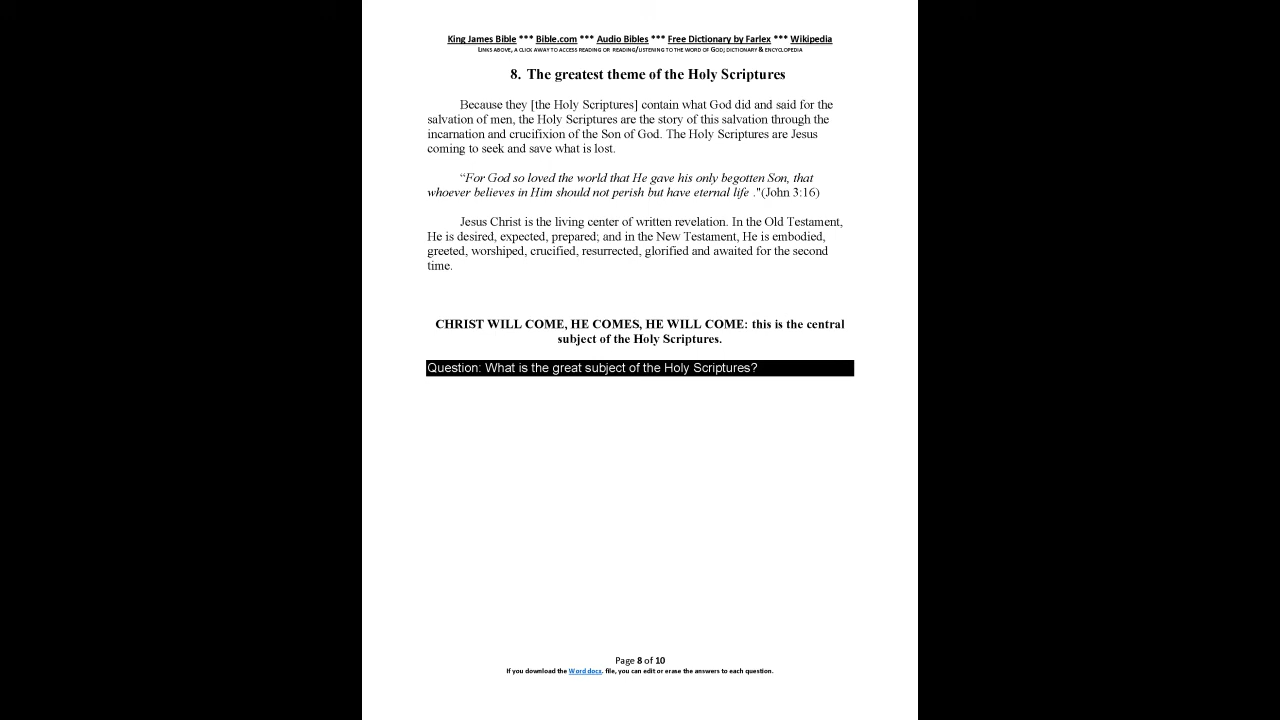 King James Bible *** Bible.com *** Audio Bibles *** Free Dictionary by Farlex *** Wikipedia
LINKS ABOVE, A CLICK AWAY TO ACCESS READING OR READING/LISTENING TO THE WORD OF GOD; DICTIONARY & ENCYCLOPEDIA
8. The greatest theme of the Holy Scriptures
Because they [the Holy Scriptures] contain what God did and said for the
salvation of men, the Holy Scriptures are the story of this salvation through the
incarnation and crucifixion of the Son of God. The Holy Scriptures are Jesus
coming to seek and save what is lost.
“For God so loved the world that He gave his only begotten Son, that
whoever believes in Him should not perish but have eternal life ."(John 3:16)
Jesus Christ is the living center of written revelation. In the Old Testament,
He is desired, expected, prepared; and in the New Testament, He is embodied,
greeted, worshiped, crucified, resurrected, glorified and awaited for the second
time.
CHRIST WILL COME, HE COMES, HE WILL COME: this is the central
subject of the Holy Scriptures.
Question: What is the great subject of the Holy Scriptures?
Page 8 of 10
If you download the Word docx. file, you can edit or erase the answers to each question.